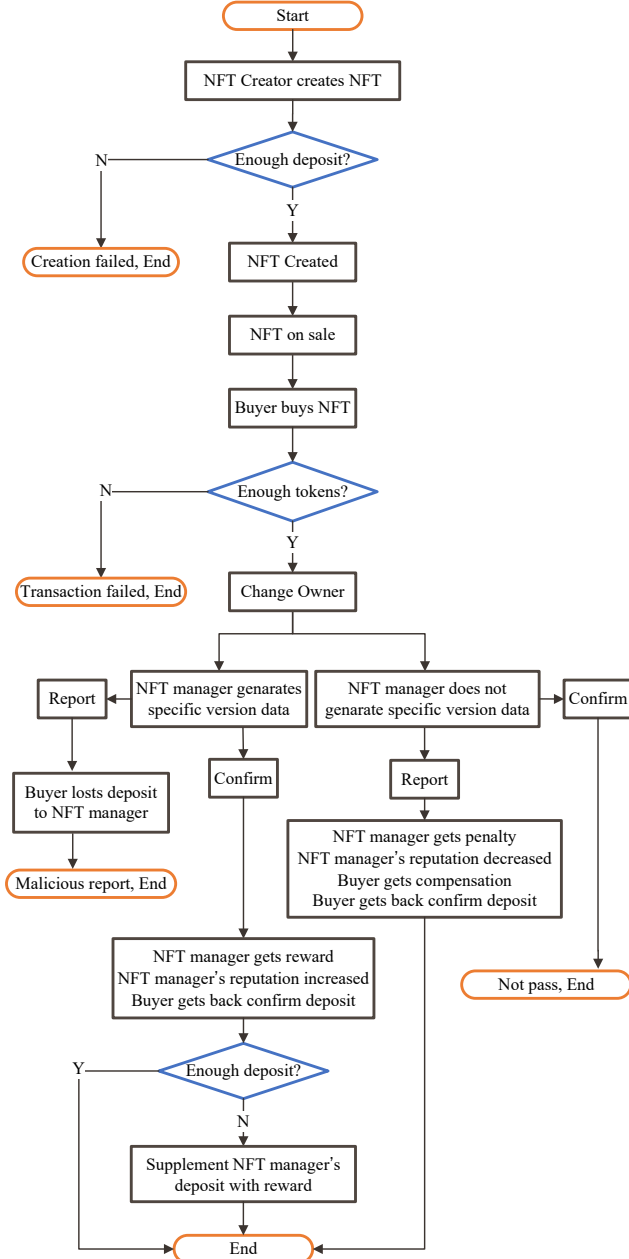 Start
NFT Creator creates NFT
Enough deposit?
N
Y
Creation failed, End
NFT Created
NFT on sale
Buyer buys NFT
Enough tokens?
N
Y
Transaction failed, End
Change Owner
Report
NFT manager genarates
specific version data
NFT manager does not
genarate specific version data
Confirm
Confirm
Report
Buyer losts deposit
to NFT manager
Malicious report, End
NFT manager gets penalty
NFT manager's reputation decreased
Buyer gets compensation
Buyer gets back confirm deposit
NFT manager gets reward
NFT manager's reputation increased
Buyer gets back confirm deposit
Not pass, End
Enough deposit?
Y
N
Supplement NFT manager's
deposit with reward
End